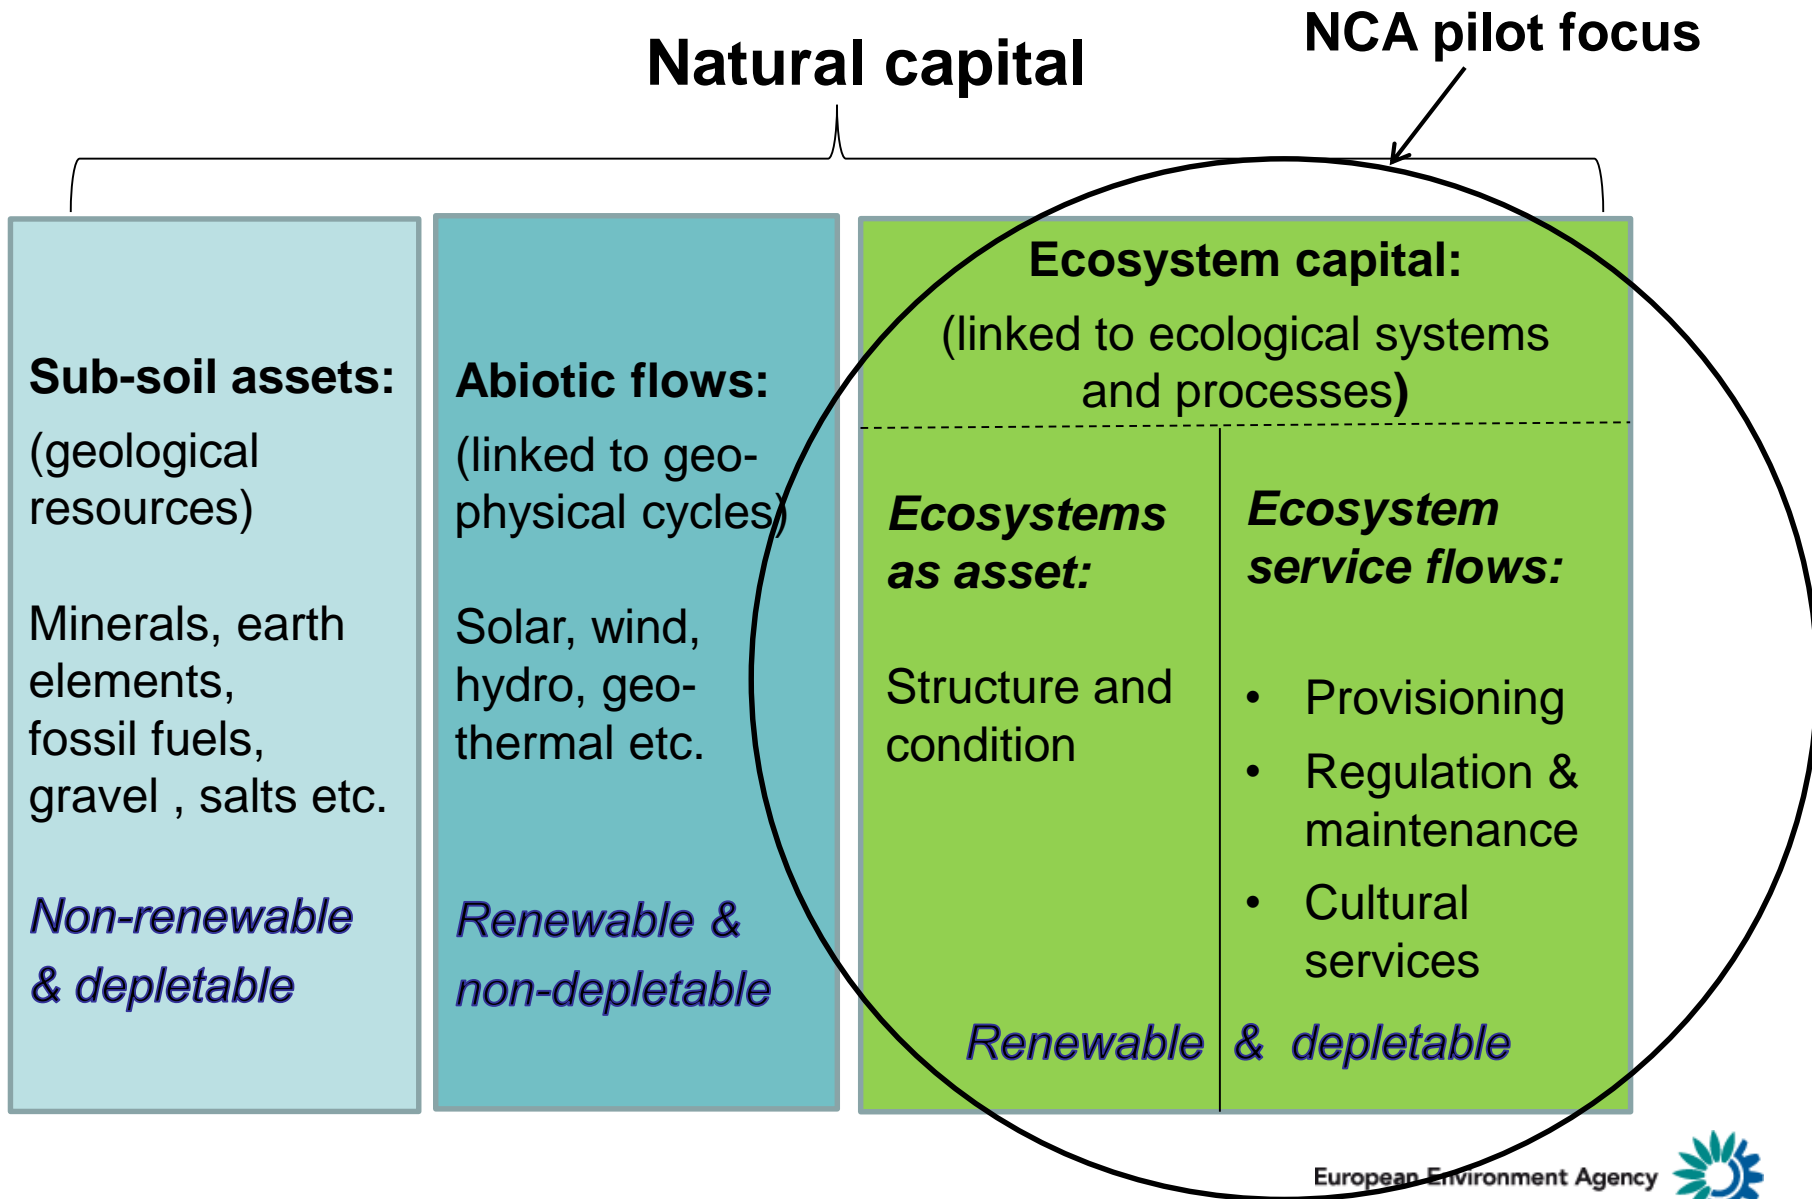 NCA pilot focus
Natural capital
Sub-soil assets:
(geological
resources)
Minerals, earth
elements,
fossil fuels,
gravel , salts etc.
Non-renewable
& depletable
Abiotic flows:
(linked to geo-
physical cycles)
Solar, wind,
hydro, geo-
thermal etc.
Renewable &
non-depletable
Ecosystem capital:
(linked to ecological systems
and processes)
Ecosystems
as asset:
Structure and
condition
Ecosystem
service flows:
• Provisioning
• Regulation &
maintenance
• Cultural
services
Renewable & depletable
European Environment Agency